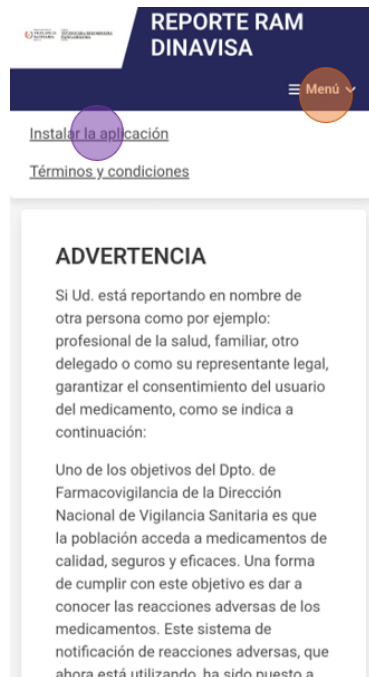 REPORTE RAM
DINAVISA
Menú
Instalar la aplicación
Términos y condiciones
ADVERTENCIA
Si Ud. está reportando en nombre de
otra persona como por ejemplo:
profesional de la salud, familiar, otro
delegado o como su representante legal,
garantizar el consentimiento del usuario
del medicamento, como se indica a
continuación:
Uno de los objetivos del Dpto. de
Farmacovigilancia de la Dirección
Nacional de Vigilancia Sanitaria es que
la población acceda a medicamentos de
calidad, seguros y eficaces. Una forma
de cumplir con este objetivo es dar a
conocer las reacciones adversas de los
medicamentos. Este sistema de
notificación de reacciones adversas, que
ahora está utilizando, ha sido puesto a